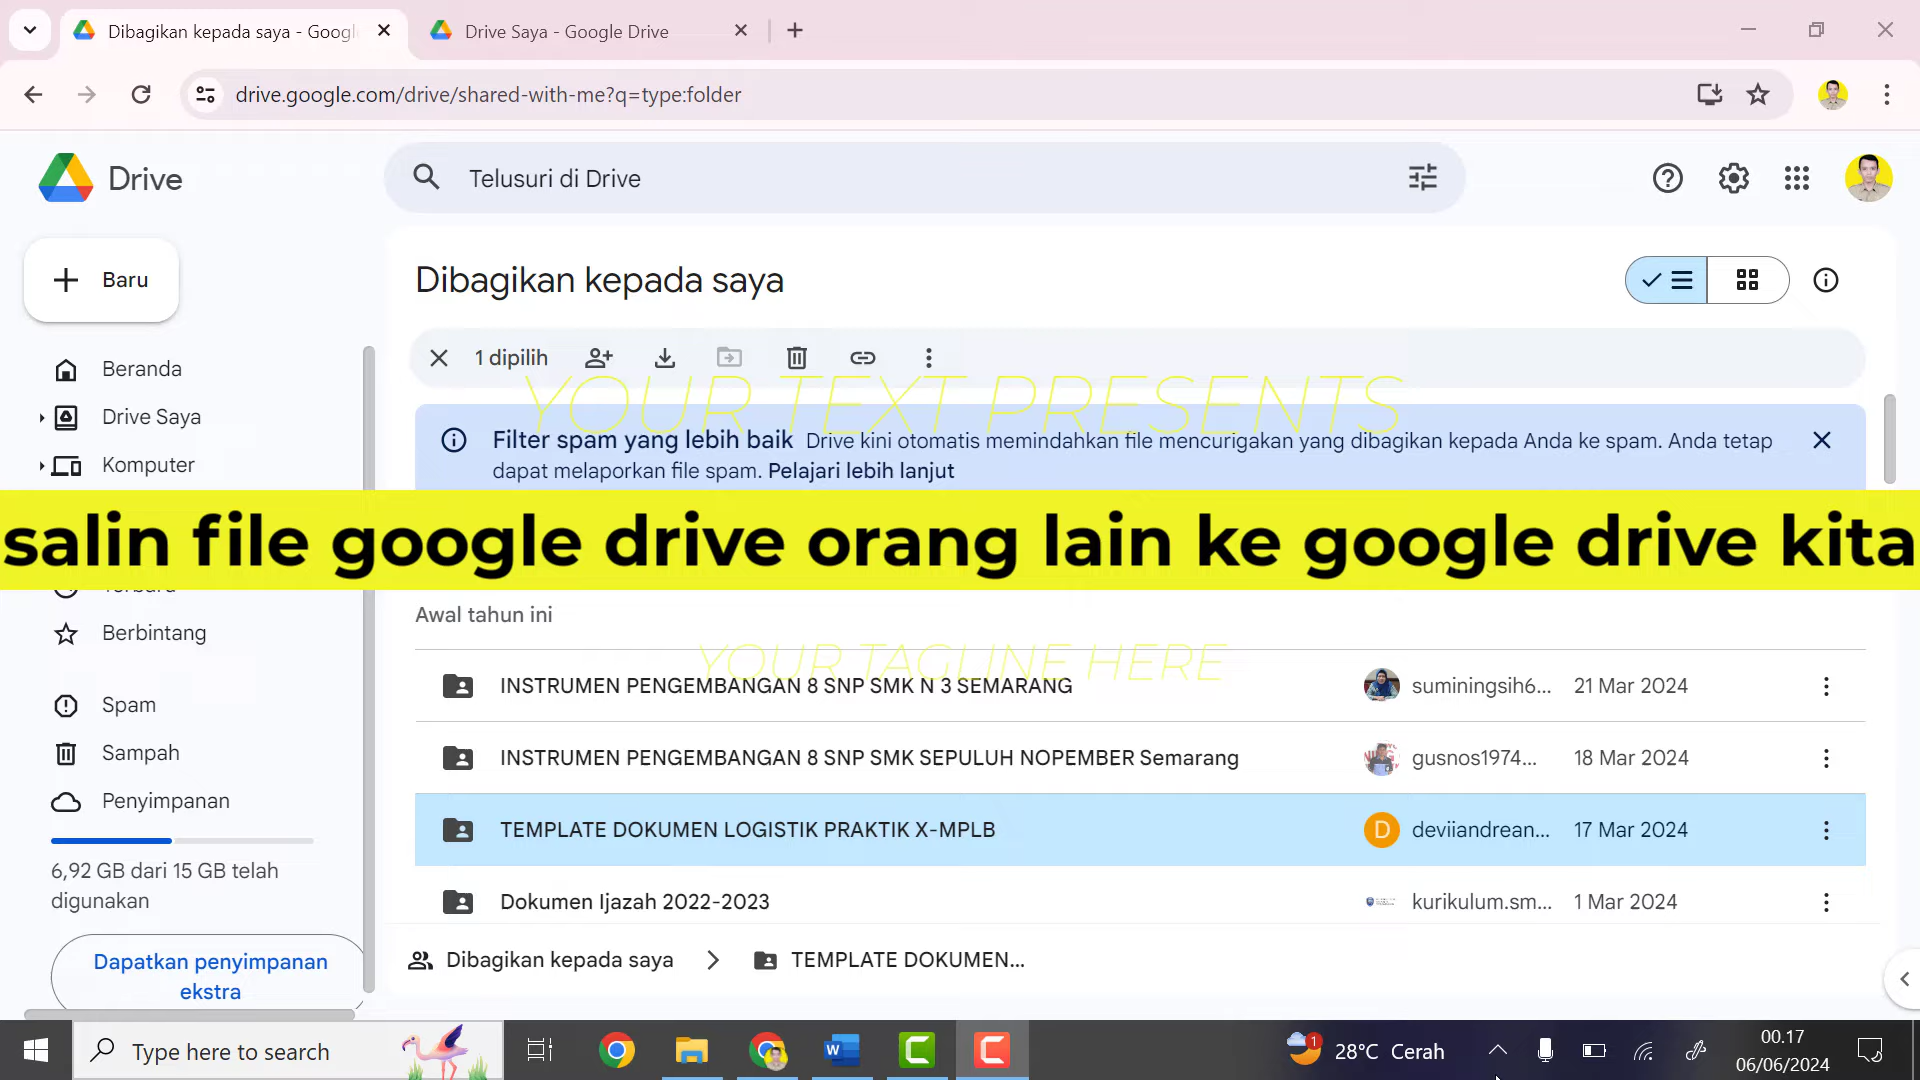 Dibagikan kepada saya - Googl
Drive Saya - Google Drive
drive.google.com/drive/shared-with-me?q=type:folder
Drive
Telusuri di Drive
Baru
Dibagikan kepada saya
1 dipilih
Beranda
Drive Saya
Komputer
YOUR TEXT PRESENTS
Filter spam yang lebih baik Drive kini otomatis memindahkan file mencurigakan yang dibagikan kepada Anda ke spam. Anda tetap
dapat melaporkan file spam. Pelajari lebih lanjut
salin file google drive orang lain ke google drive kita
Terbaru
Berbintang
Spam
Sampah
Penyimpanan
6,92 GB dari 15 GB telah
digunakan
Dapatkan penyimpanan
ekstra
Awal tahun ini
YOUR TAGLINE HERE
INSTRUMEN PENGEMBANGAN 8 SNP SMK N 3 SEMARANG suminingsih6... 21 Mar 2024
INSTRUMEN PENGEMBANGAN 8 SNP SMK SEPULUH NOPEMBER Semarang gusnos1974... 18 Mar 2024
TEMPLATE DOKUMEN LOGISTIK PRAKTIK X-MPLB D deviiandrean... 17 Mar 2024
Dokumen Ijazah 2022-2023 kurikulum.sm... 1 Mar 2024
Dibagikan kepada saya TEMPLATE DOKUMEN...
Type here to search
1
28°C Cerah
00.17
06/06/2024